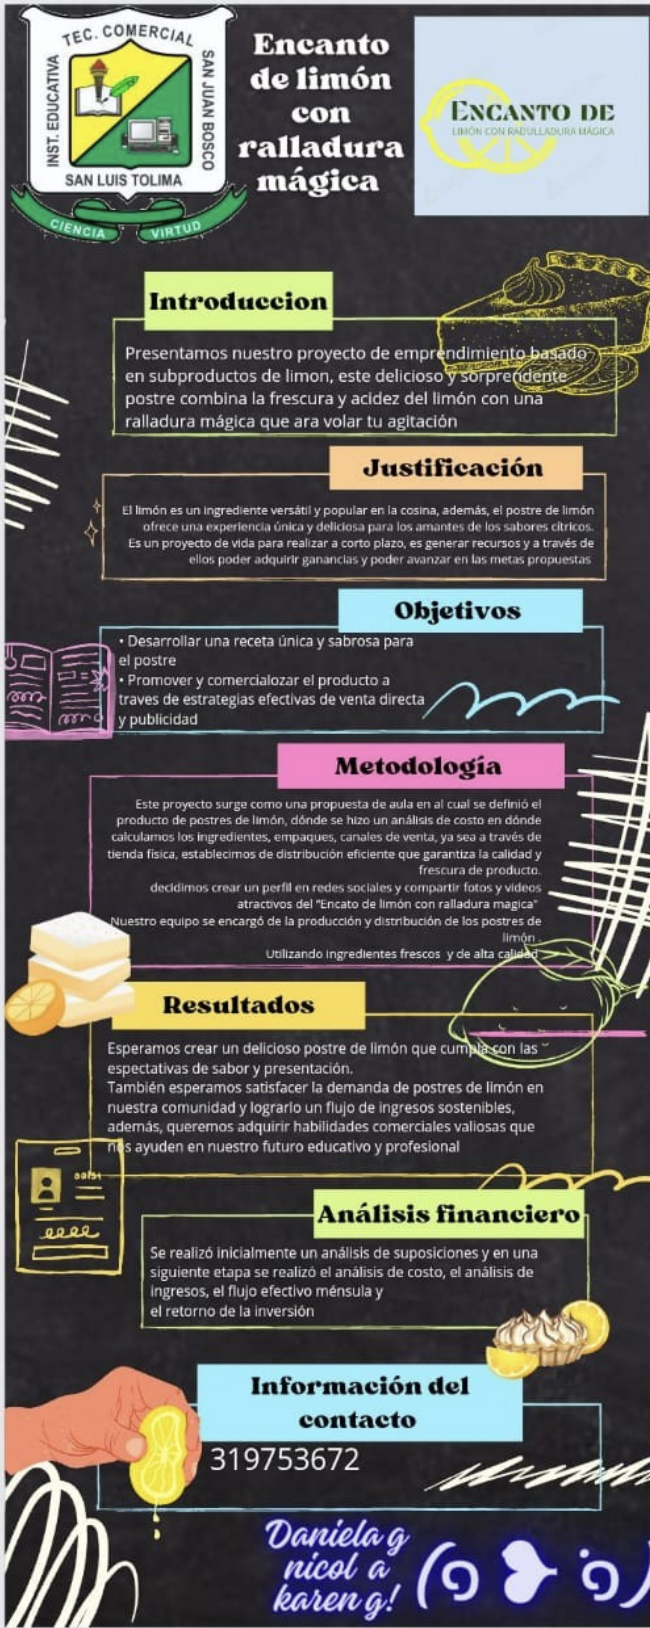 TEC. COMERCIAL
INST. EDUCATIVA
SAN JUAN BOSCO
SAN LUIS TOLIMA
CIENCIA
VIRTUD
Encanto
de limón
con
ralladura
mágica
ENCANTO DE
LIMÓN CON RADULLADURA MÁGICA
Introduccion
Presentamos nuestro proyecto de emprendimiento basado
en subproductos de limon, este delicioso y sorprendente
postre combina la frescura y acidez del limón con una
ralladura mágica que ara volar tu agitación
Justificación
El limón es un ingrediente versátil y popular en la cosina, además, el postre de limón
ofrece una experiencia única y deliciosa para los amantes de los sabores cítricos.
Es un proyecto de vida para realizar a corto plazo, es generar recursos y a través de
ellos poder adquirir ganancias y poder avanzar en las metas propuestas
Objetivos
• Desarrollar una receta única y sabrosa para
el postre
• Promover y comercialozar el producto a
traves de estrategias efectivas de venta directa
y publicidad
Metodología
Este proyecto surge como una propuesta de aula en al cual se definió el
producto de postres de limón, dónde se hizo un análisis de costo en dónde
calculamos los ingredientes, empaques, canales de venta, ya sea a través de
tienda física, establecimos de distribución eficiente que garantiza la calidad y
frescura de producto.
decidimos crear un perfil en redes sociales y compartir fotos y videos
atractivos del "Encato de limón con ralladura magica"
Nuestro equipo se encargó de la producción y distribución de los postres de
limón .
Utilizando ingredientes frescos y de alta calidad
Resultados
Esperamos crear un delicioso postre de limón que cumpla con las
espectativas de sabor y presentación.
También esperamos satisfacer la demanda de postres de limón en
nuestra comunidad y lograrlo un flujo de ingresos sostenibles,
además, queremos adquirir habilidades comerciales valiosas que
nos ayuden en nuestro futuro educativo y profesional
Análisis financiero
Se realizó inicialmente un análisis de suposiciones y en una
siguiente etapa se realizó el análisis de costo, el análisis de
ingresos, el flujo efectivo ménsula y
el retorno de la inversión
Información del
contacto
319753672
Daniela g
nicol a
karen g!